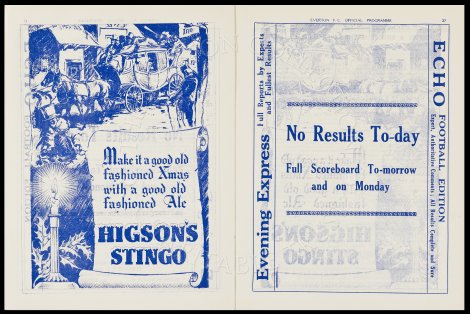 Make it a good old
fashioned Xmas
with a good old
fashioned Ale
HIGSON'S
STINGO
EVERTON F.C. OFFICIAL PROGRAMME
27
Evening Express
Full Reports by Experts
and Fullest Results
No Results To-day
Full Scoreboard To-morrow
and on Monday
ECHO
FOOTBALL EDITION
Expert, Authoritative Comments; All Results Complete and Sure